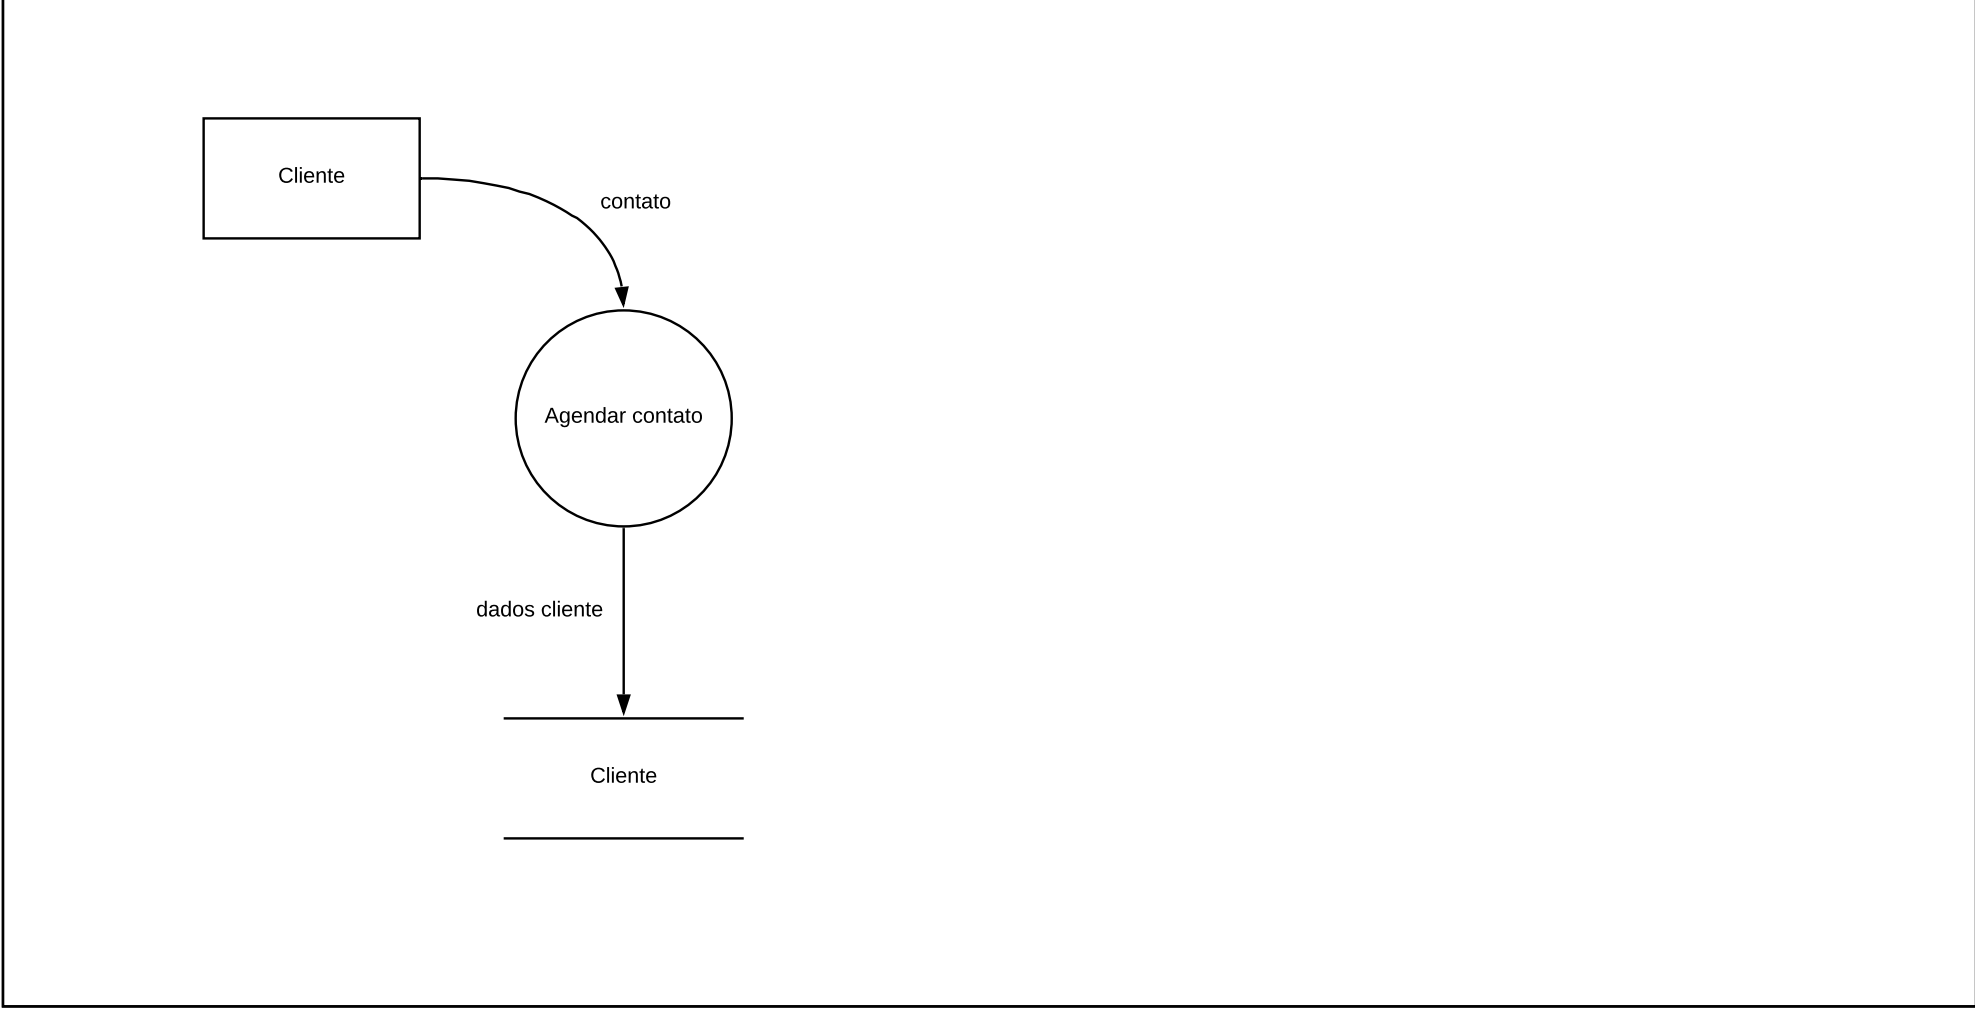 Cliente
contato
Agendar contato
dados cliente
Cliente